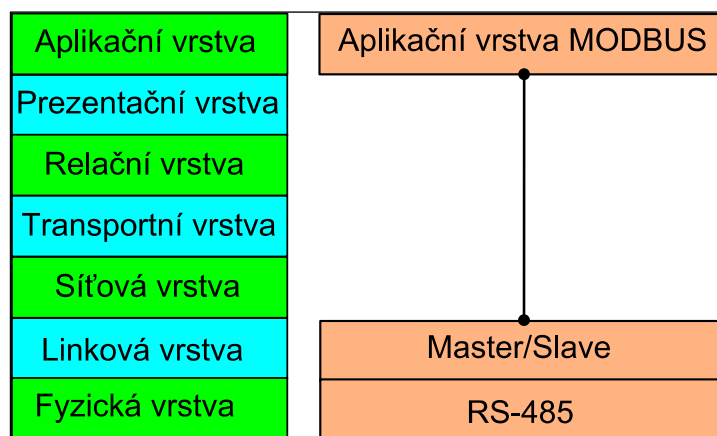 Aplikační vrstva
Aplikační vrstva MODBUS
Prezentační vrstva
Relační vrstva
Transportní vrstva
Síťová vrstva
Linková vrstva
Master/Slave
Fyzická vrstva
RS-485